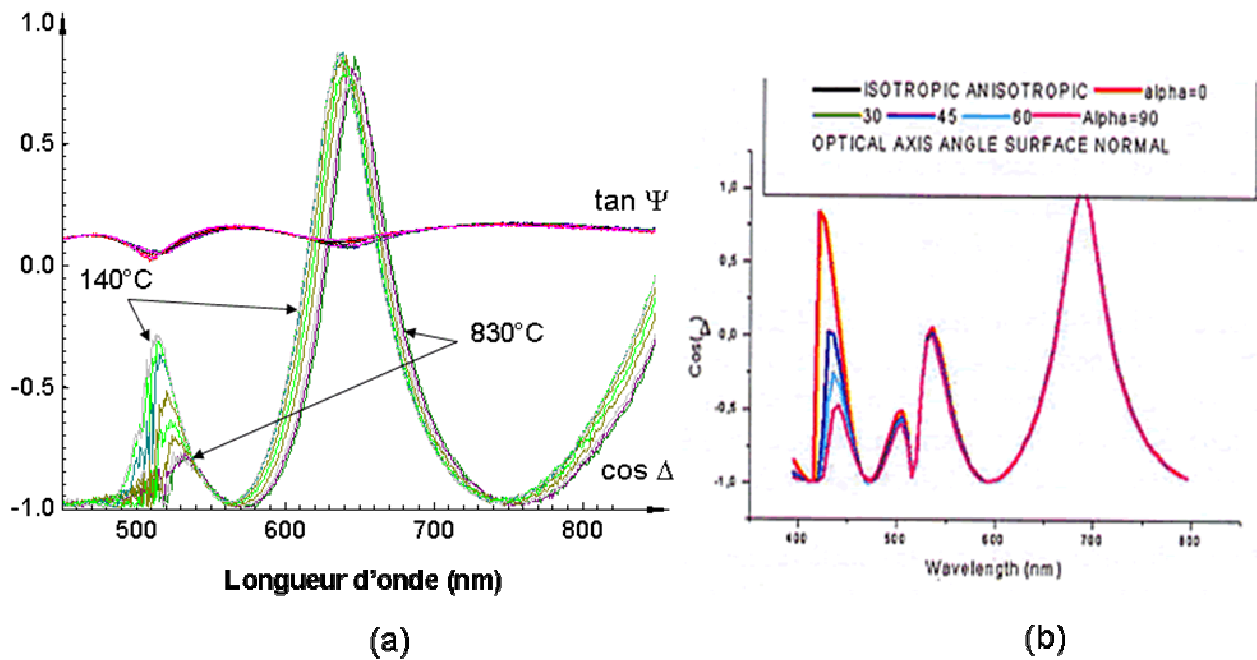 1.0
0.5
0.0
-0.5
-1.0
tan Ψ
140°C
830°C
cos Δ
500
600
700
800
Longueur d'onde (nm)
(a)
ISOTROPIC ANISOTROPIC alpha=0
30 45 60 Alpha=90
OPTICAL AXIS ANGLE SURFACE NORMAL
1,0
0,5
0,0
-0,5
-1,0
400
500
600
700
800
Wavelength (nm)
(b)